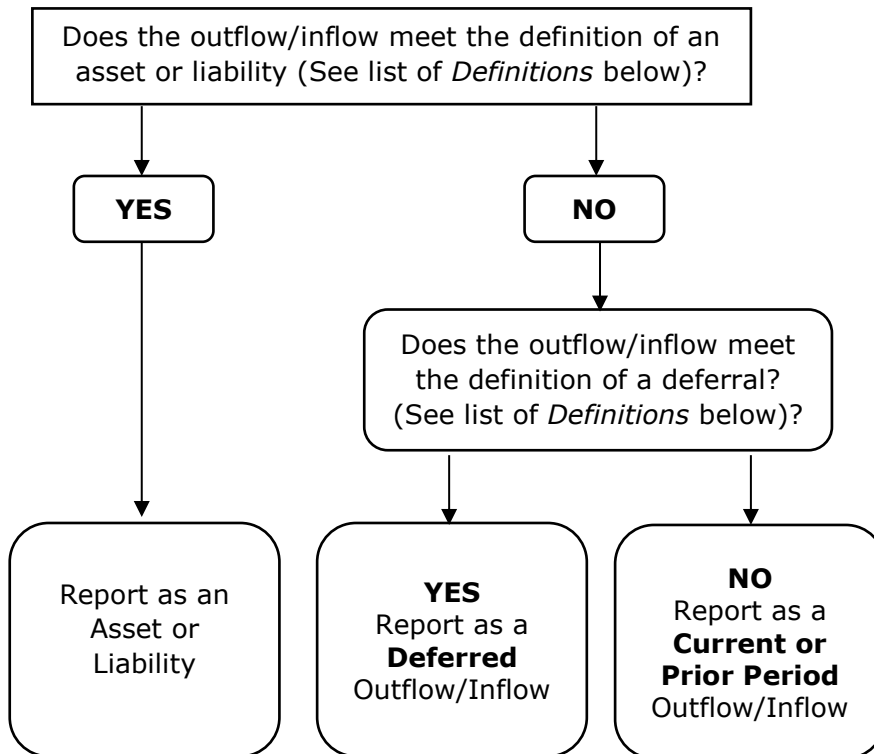 Does the outflow/inflow meet the definition of an
asset or liability (See list of Definitions below)?
YES
NO
Does the outflow/inflow meet
the definition of a deferral?
(See list of Definitions below)?
Report as an
Asset or
Liability
YES
Report as a
Deferred
Outflow/Inflow
NO
Report as a
Current or
Prior Period
Outflow/Inflow